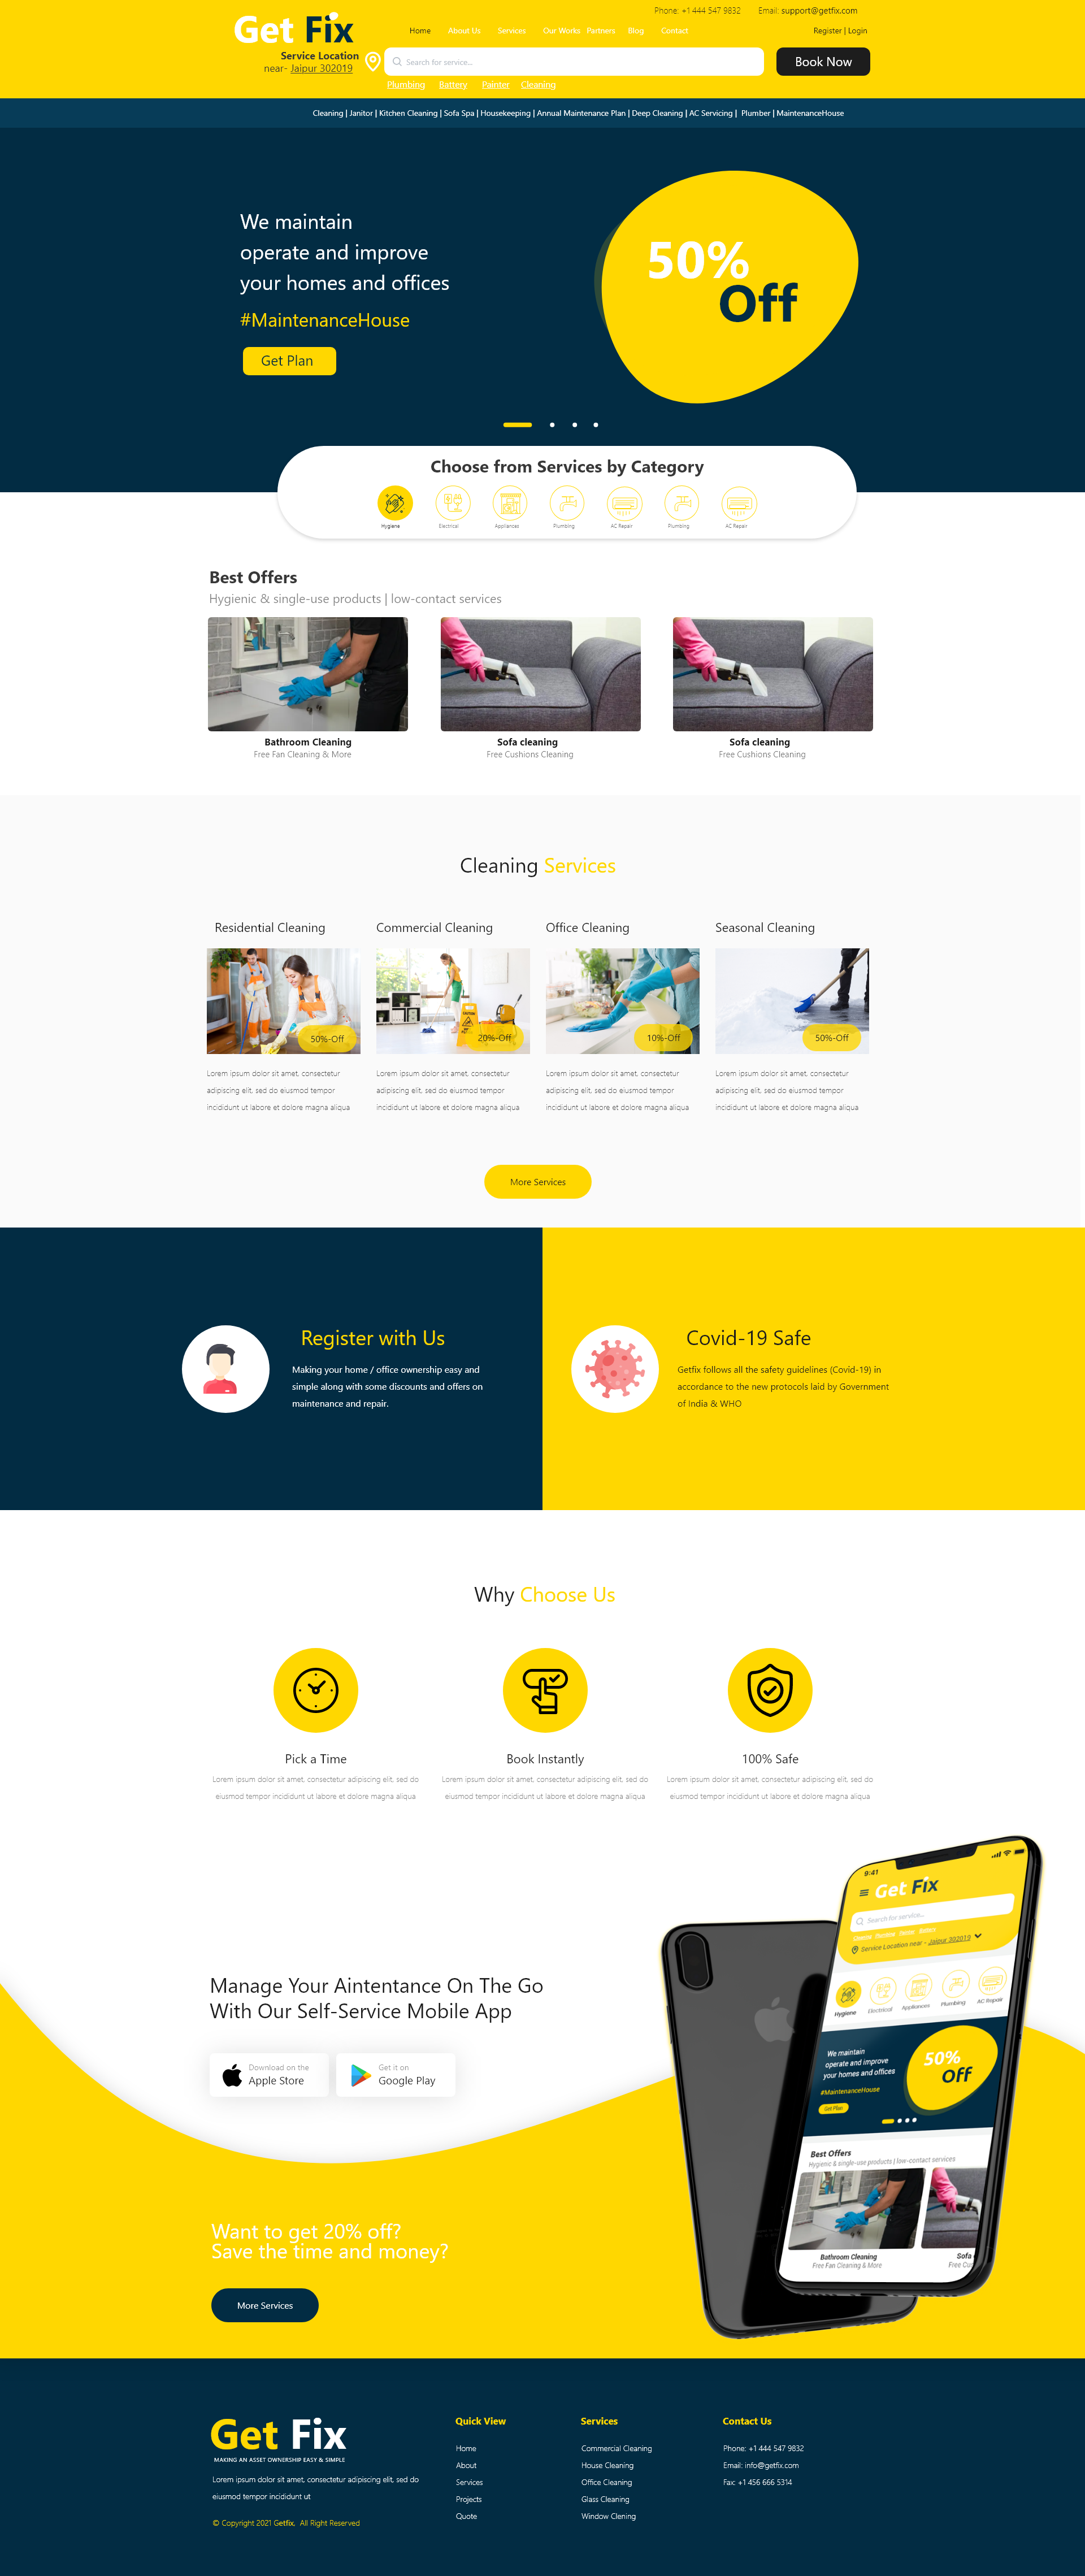 Phone: +1 444 547 9832 Email: support@getfix.com
Get Fix
Home About Us Services Our Works Partners Blog Contact
Register | Login
Service Location
near- Jaipur 302019
Search for service...
Book Now
Plumbing Battery Painter Cleaning
Cleaning | Janitor | Kitchen Cleaning | Sofa Spa | Housekeeping | Annual Maintenance Plan | Deep Cleaning | AC Servicing | Plumber | MaintenanceHouse
We maintain
operate and improve
your homes and offices
#MaintenanceHouse
Get Plan
50%
Off
Choose from Services by Category
Hygiene Electrical Appliances Plumbing AC Repair Plumbing AC Repair
Best Offers
Hygienic & single-use products | low-contact services
Bathroom Cleaning
Free Fan Cleaning & More
Sofa cleaning
Free Cushions Cleaning
Sofa cleaning
Free Cushions Cleaning
Cleaning Services
Residential Cleaning
50%-Off
Lorem ipsum dolor sit amet, consectetur
adipiscing elit, sed do eiusmod tempor
incididunt ut labore et dolore magna aliqua
Commercial Cleaning
CAUTION
20%-Off
Lorem ipsum dolor sit amet, consectetur
adipiscing elit, sed do eiusmod tempor
incididunt ut labore et dolore magna aliqua
Office Cleaning
10%-Off
Lorem ipsum dolor sit amet, consectetur
adipiscing elit, sed do eiusmod tempor
incididunt ut labore et dolore magna aliqua
Seasonal Cleaning
50%-Off
Lorem ipsum dolor sit amet, consectetur
adipiscing elit, sed do eiusmod tempor
incididunt ut labore et dolore magna aliqua
More Services
Register with Us
Making your home / office ownership easy and
simple along with some discounts and offers on
maintenance and repair.
Covid-19 Safe
Getfix follows all the safety guidelines (Covid-19) in
accordance to the new protocols laid by Government
of India & WHO
Why Choose Us
Pick a Time
Lorem ipsum dolor sit amet, consectetur adipiscing elit, sed do
eiusmod tempor incididunt ut labore et dolore magna aliqua
Book Instantly
Lorem ipsum dolor sit amet, consectetur adipiscing elit, sed do
eiusmod tempor incididunt ut labore et dolore magna aliqua
100% Safe
Lorem ipsum dolor sit amet, consectetur adipiscing elit, sed do
eiusmod tempor incididunt ut labore et dolore magna aliqua
Manage Your Aintentance On The Go
With Our Self-Service Mobile App
Download on the
Apple Store
Get it on
Google Play
9:41
Get Fix
Search for service...
Service Location near - Jaipur 302019
Hygiene Electrical Appliances Plumbing AC Repair
We maintain
operate and improve
your homes and offices
#MaintenanceHouse
Get Plan
50%
Off
Best Offers
Hygienic & single-use products | low-contact services
Bathroom Cleaning
Free Fan Cleaning & More
Sofa
Free Cus
Want to get 20% off?
Save the time and money?
More Services
Get Fix
MAKING AN ASSET OWNERSHIP EASY & SIMPLE
Lorem ipsum dolor sit amet, consectetur adipiscing elit, sed do
eiusmod tempor incididunt ut
© Copyright 2021 Getfix. All Right Reserved
Quick View
Home
About
Services
Projects
Quote
Services
Commercial Cleaning
House Cleaning
Office Cleaning
Glass Cleaning
Window Clening
Contact Us
Phone: +1 444 547 9832
Email: info@getfix.com
Fax: +1 456 666 5314